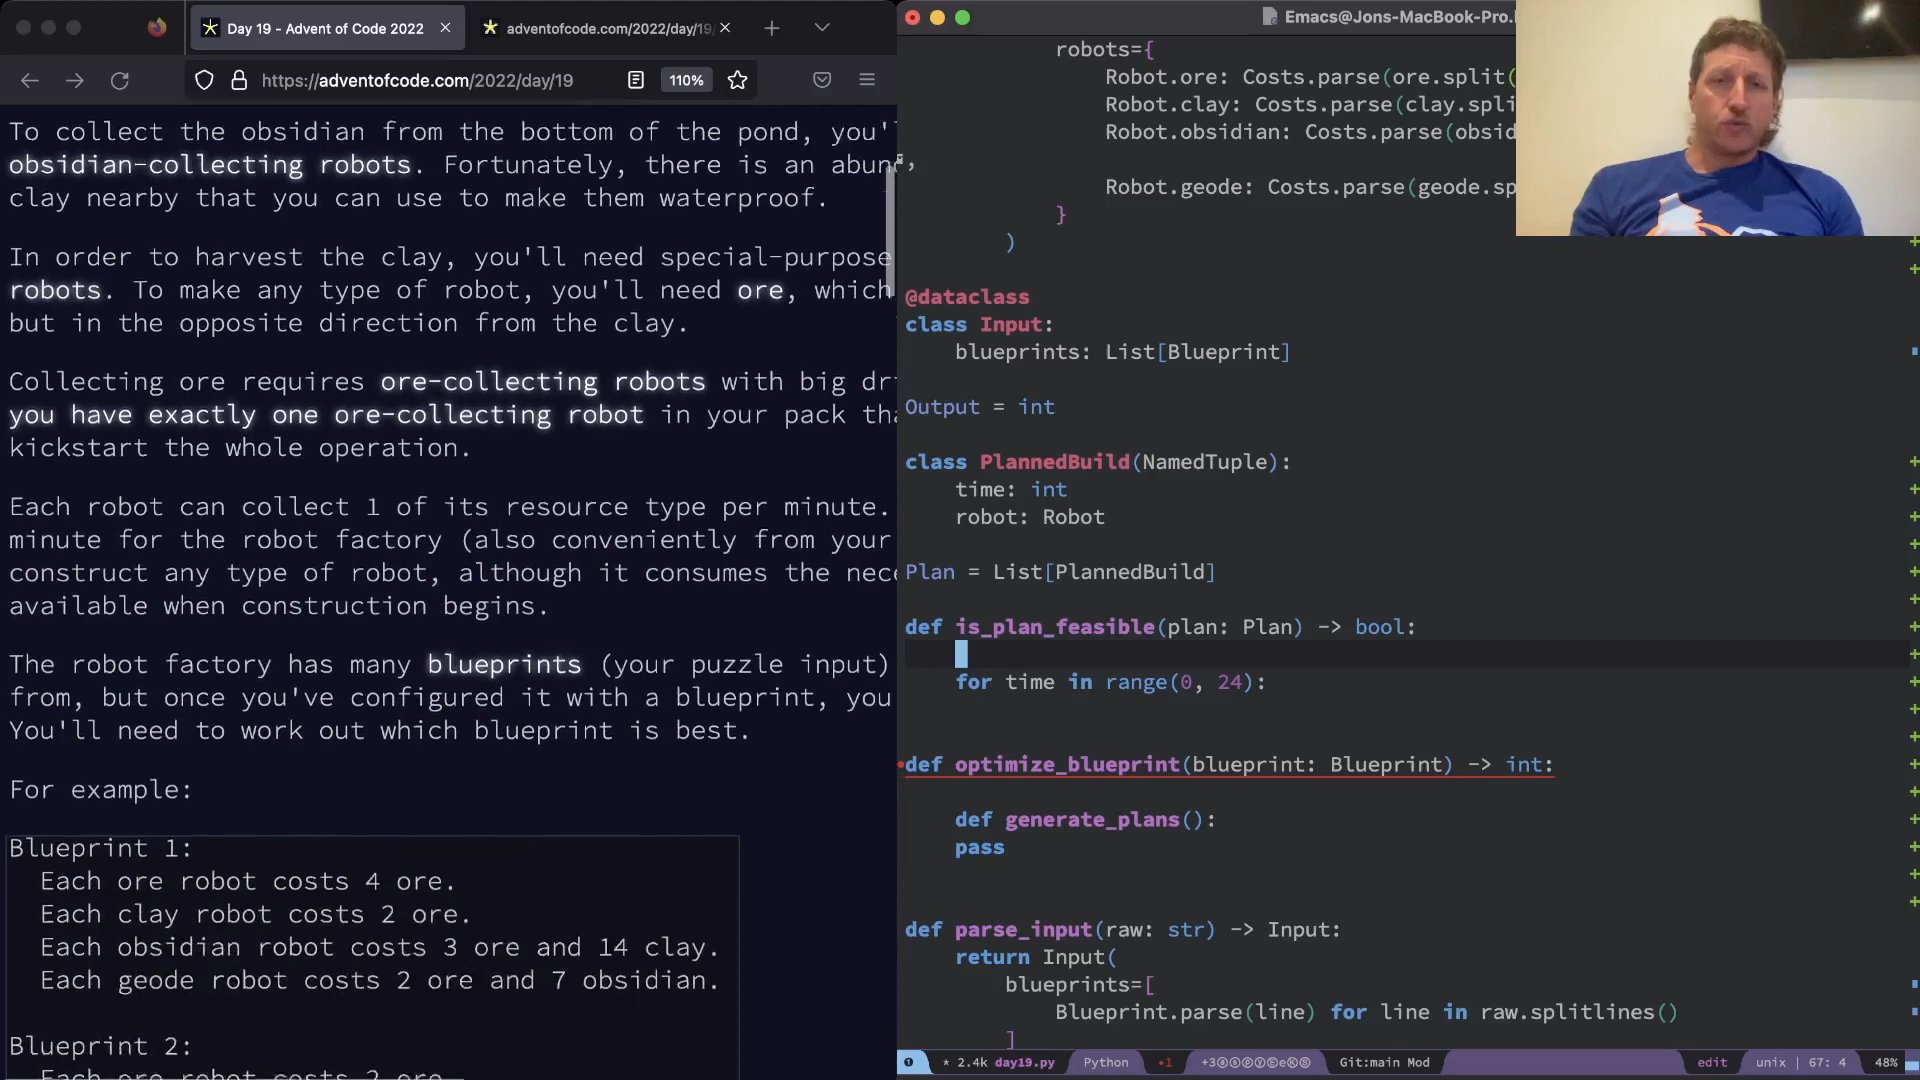 Day 19 - Advent of Code 2022
adventofcode.com/2022/day/19
https://adventofcode.com/2022/day/19
110%
To collect the obsidian from the bottom of the pond, you'l
obsidian-collecting robots. Fortunately, there is an abun
clay nearby that you can use to make them waterproof.
In order to harvest the clay, you'll need special-purpose
robots. To make any type of robot, you'll need ore, which
but in the opposite direction from the clay.
Collecting ore requires ore-collecting robots with big dri
you have exactly one ore-collecting robot in your pack tha
kickstart the whole operation.
Each robot can collect 1 of its resource type per minute.
minute for the robot factory (also conveniently from your
construct any type of robot, although it consumes the nece
available when construction begins.
The robot factory has many blueprints (your puzzle input)
from, but once you've configured it with a blueprint, you
You'll need to work out which blueprint is best.
For example:
Blueprint 1:
Each ore robot costs 4 ore.
Each clay robot costs 2 ore.
Each obsidian robot costs 3 ore and 14 clay.
Each geode robot costs 2 ore and 7 obsidian.
Blueprint 2:
Each ore robot costs 2 ore.
Emacs@Jons-MacBook-Pro.
robots={
Robot.ore: Costs.parse(ore.split(
Robot.clay: Costs.parse(clay.spli
Robot.obsidian: Costs.parse(obsid
,
Robot.geode: Costs.parse(geode.sp
}
)
@dataclass
class Input:
blueprints: List[Blueprint]
Output = int
class PlannedBuild(NamedTuple):
time: int
robot: Robot
Plan = List[PlannedBuild]
def is_plan_feasible(plan: Plan) -> bool:
for time in range(0, 24):
def optimize_blueprint(blueprint: Blueprint) -> int:
def generate_plans():
pass
def parse_input(raw: str) -> Input:
return Input(
blueprints=[
Blueprint.parse(line) for line in raw.splitlines()
]
* 2.4k day19.py Python •1 Git:main Mod edit unix | 67: 4 48%